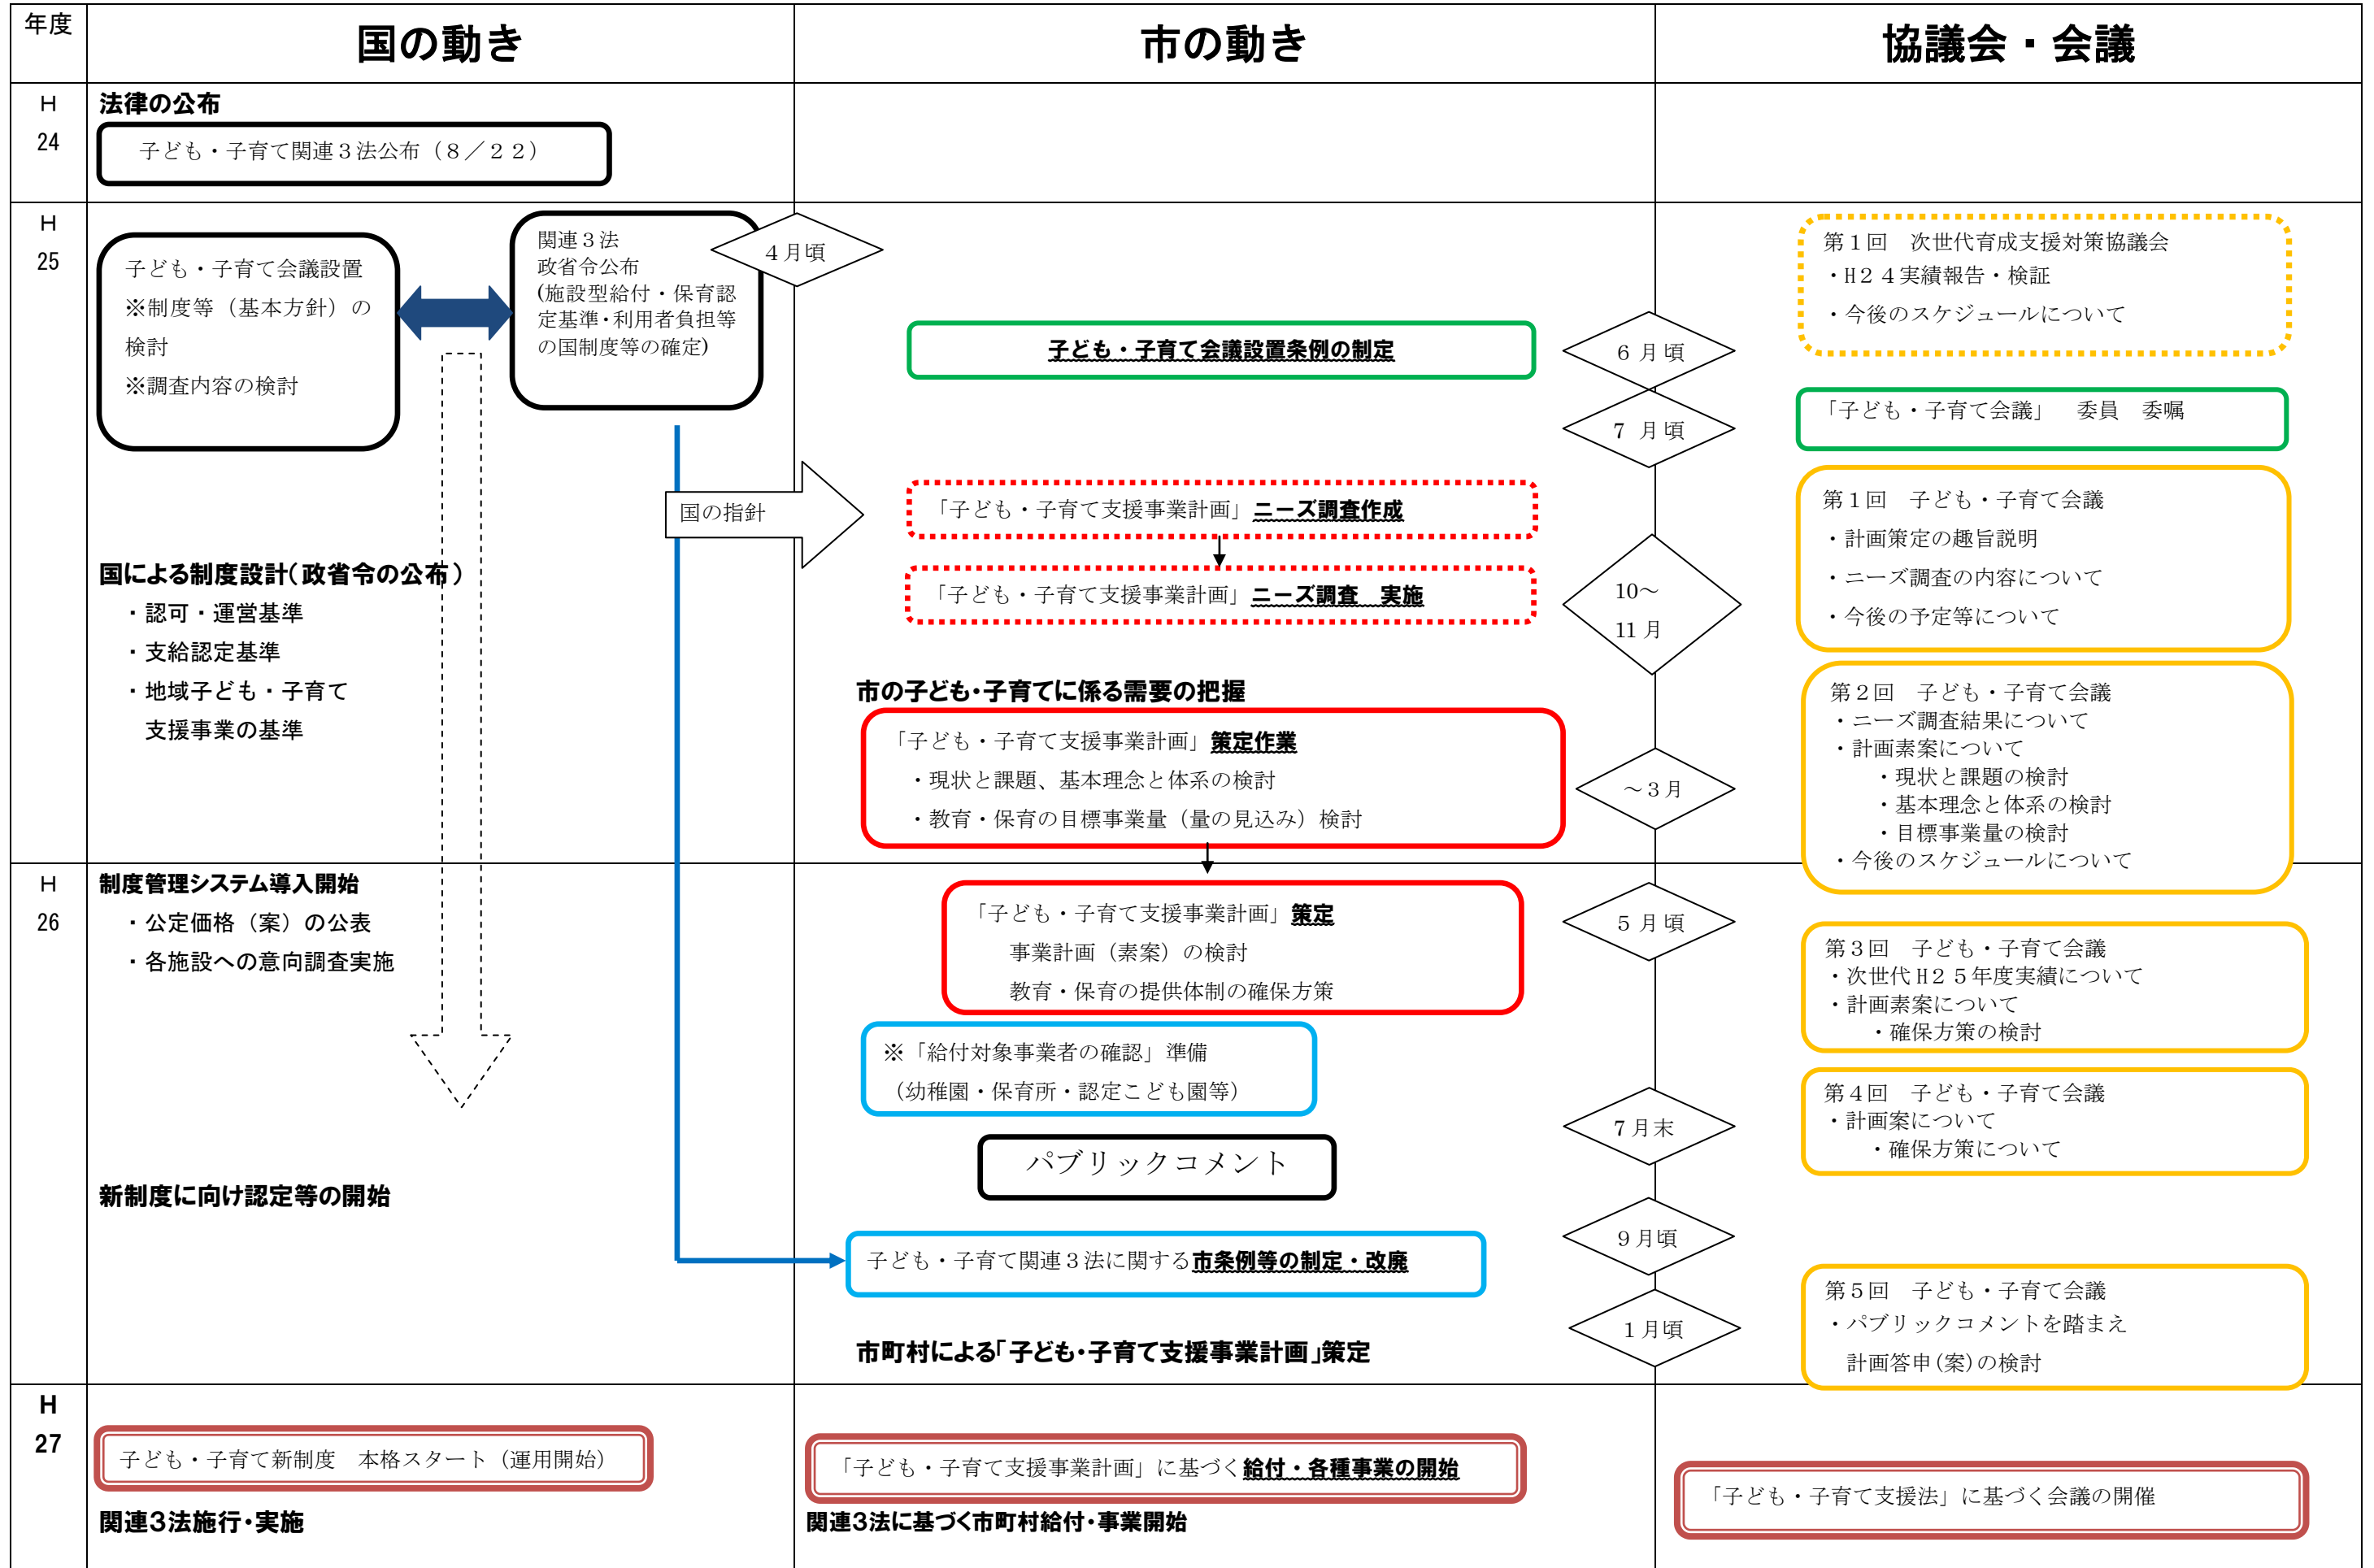 年度
国の動き
市の動き
協議会・会議
H
24
法律の公布
子ども・子育て関連３法公布（８／２２）
H
25
子ども・子育て会議設置
※制度等（基本方針）の
検討
※調査内容の検討
関連３法
政省令公布
(施設型給付・保育認
定基準・利用者負担等
の国制度等の確定)
４月頃
国の指針
国による制度設計（政省令の公布）
・認可・運営基準
・支給認定基準
・地域子ども・子育て
支援事業の基準
子ども・子育て会議設置条例の制定
「子ども・子育て支援事業計画」ニーズ調査作成
「子ども・子育て支援事業計画」ニーズ調査　実施
市の子ども・子育てに係る需要の把握
「子ども・子育て支援事業計画」策定作業
・現状と課題、基本理念と体系の検討
・教育・保育の目標事業量（量の見込み）検討
６月頃
７月頃
10～
11月
～３月
第１回　次世代育成支援対策協議会
・H２４実績報告・検証
・今後のスケジュールについて
「子ども・子育て会議」　委員　委嘱
第１回　子ども・子育て会議
・計画策定の趣旨説明
・ニーズ調査の内容について
・今後の予定等について
第２回　子ども・子育て会議
・ニーズ調査結果について
・計画素案について
・現状と課題の検討
・基本理念と体系の検討
・目標事業量の検討
・今後のスケジュールについて
H
26
制度管理システム導入開始
・公定価格（案）の公表
・各施設への意向調査実施
新制度に向け認定等の開始
「子ども・子育て支援事業計画」策定
事業計画（素案）の検討
教育・保育の提供体制の確保方策
※「給付対象事業者の確認」準備
（幼稚園・保育所・認定こども園等）
パブリックコメント
子ども・子育て関連３法に関する市条例等の制定・改廃
市町村による「子ども・子育て支援事業計画」策定
５月頃
７月末
９月頃
１月頃
第３回　子ども・子育て会議
・次世代H２５年度実績について
・計画素案について
・確保方策の検討
第４回　子ども・子育て会議
・計画案について
・確保方策について
第５回　子ども・子育て会議
・パブリックコメントを踏まえ
計画答申(案)の検討
H
27
子ども・子育て新制度　本格スタート（運用開始）
関連３法施行・実施
「子ども・子育て支援事業計画」に基づく給付・各種事業の開始
関連３法に基づく市町村給付・事業開始
「子ども・子育て支援法」に基づく会議の開催